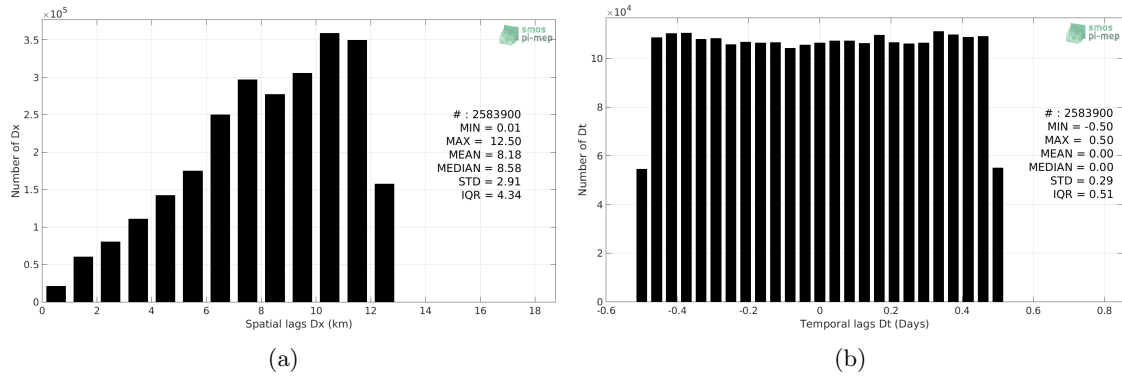 ×10⁵
3.5
3
2.5
2
1.5
1
0.5
0
Number of Dx
0 2 4 6 8 10 12 14 16 18
Spatial lags Dx (km)
smos
pi-mep
# : 2583900
MIN = 0.01
MAX = 12.50
MEAN = 8.18
MEDIAN = 8.58
STD = 2.91
IQR = 4.34
(a)
×10⁴
10
8
6
4
2
0
Number of Dt
-0.6 -0.4 -0.2 0 0.2 0.4 0.6 0.8
Temporal lags Dt (Days)
smos
pi-mep
# : 2583900
MIN = -0.50
MAX = 0.50
MEAN = 0.00
MEDIAN = 0.00
STD = 0.29
IQR = 0.51
(b)